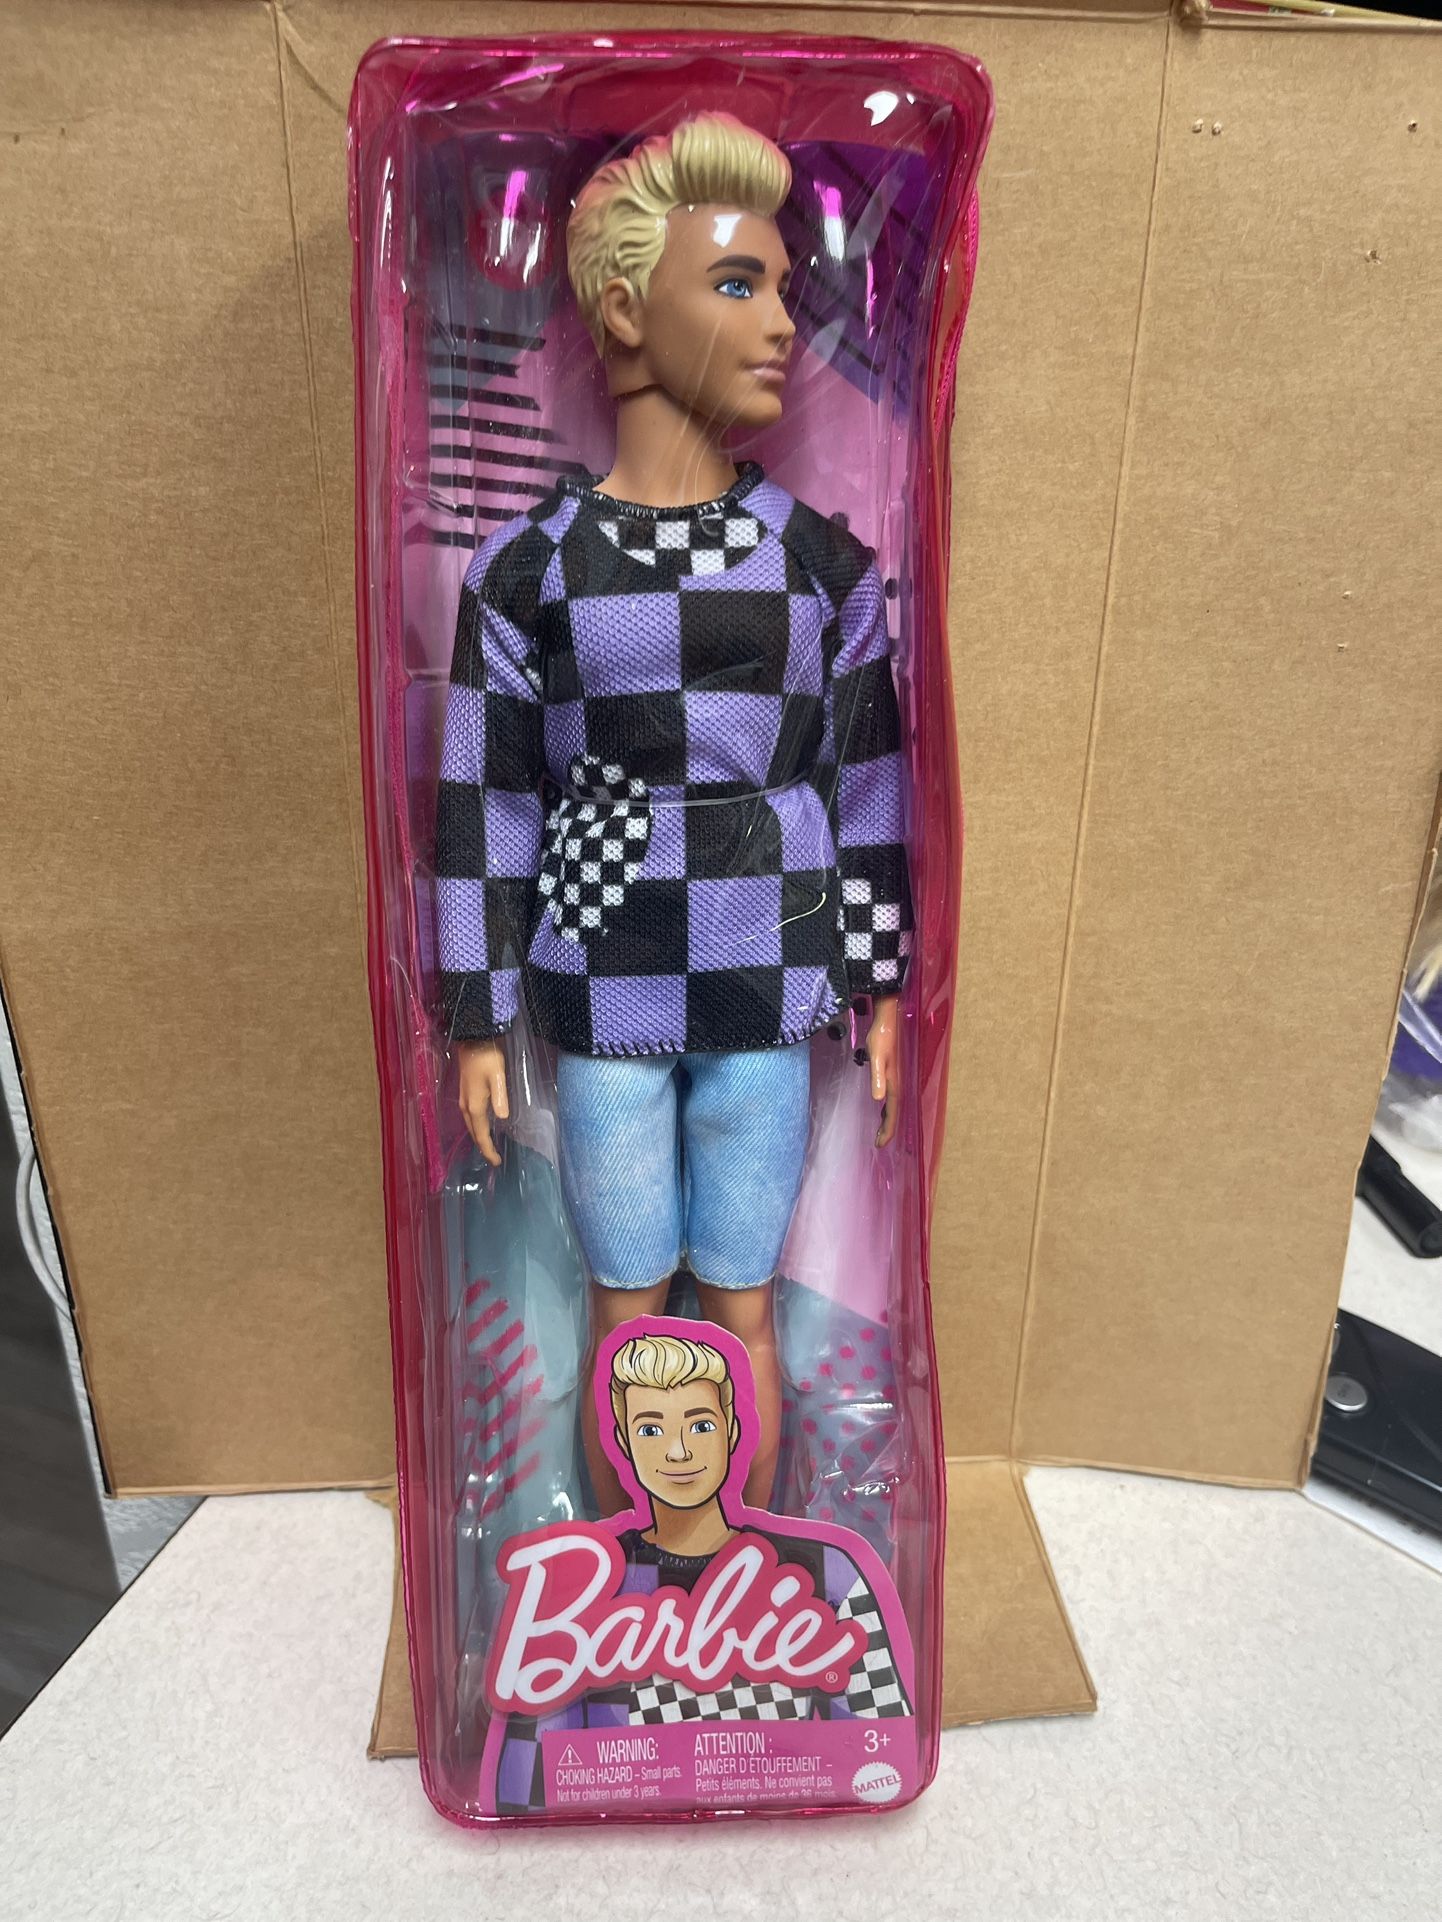 Barbie®
WARNING:
CHOKING HAZARD – Small parts.
Not for children under 3 years.
ATTENTION :
DANGER D'ÉTOUFFEMENT –
Petits éléments. Ne convient pas
aux enfants de moins de 36 mois.
3+
MATTEL